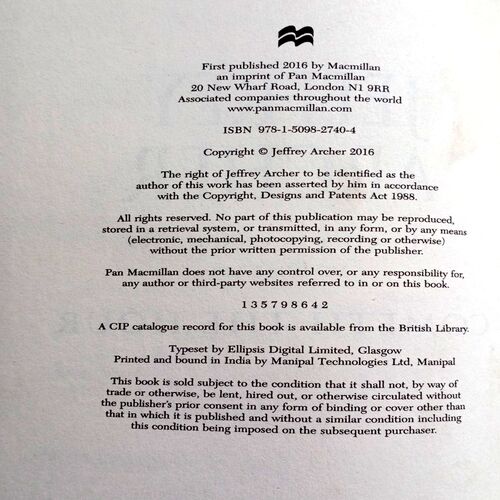 First published 2016 by Macmillan
an imprint of Pan Macmillan
20 New Wharf Road, London N1 9RR
Associated companies throughout the world
www.panmacmillan.com
ISBN 978-1-5098-2740-4
Copyright © Jeffrey Archer 2016
The right of Jeffrey Archer to be identified as the
author of this work has been asserted by him in accordance
with the Copyright, Designs and Patents Act 1988.
All rights reserved. No part of this publication may be reproduced,
stored in a retrieval system, or transmitted, in any form, or by any means
(electronic, mechanical, photocopying, recording or otherwise)
without the prior written permission of the publisher.
Pan Macmillan does not have any control over, or any responsibility for,
any author or third-party websites referred to in or on this book.
1 3 5 7 9 8 6 4 2
A CIP catalogue record for this book is available from the British Library.
Typeset by Ellipsis Digital Limited, Glasgow
Printed and bound in India by Manipal Technologies Ltd, Manipal
This book is sold subject to the condition that it shall not, by way of
trade or otherwise, be lent, hired out, or otherwise circulated without
the publisher's prior consent in any form of binding or cover other than
that in which it is published and without a similar condition including
this condition being imposed on the subsequent purchaser.